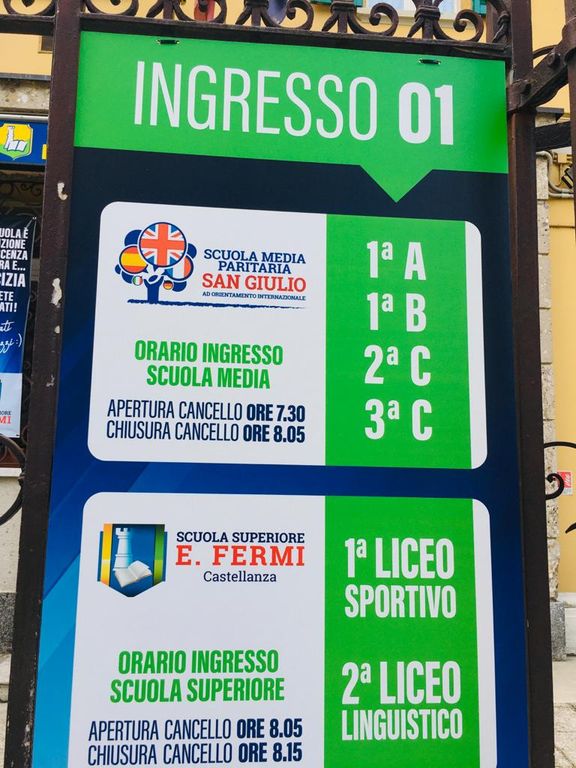 INGRESSO 01
SCUOLA MEDIA
PARITARIA
SAN GIULIO
AD ORIENTAMENTO INTERNAZIONALE
ORARIO INGRESSO
SCUOLA MEDIA
APERTURA CANCELLO ORE 7.30
CHIUSURA CANCELLO ORE 8.05
1ª A
1ª B
2ª C
3ª C
SCUOLA SUPERIORE
E. FERMI
Castellanza
ORARIO INGRESSO
SCUOLA SUPERIORE
APERTURA CANCELLO ORE 8.05
CHIUSURA CANCELLO ORE 8.15
1ª LICEO
SPORTIVO
2ª LICEO
LINGUISTICO